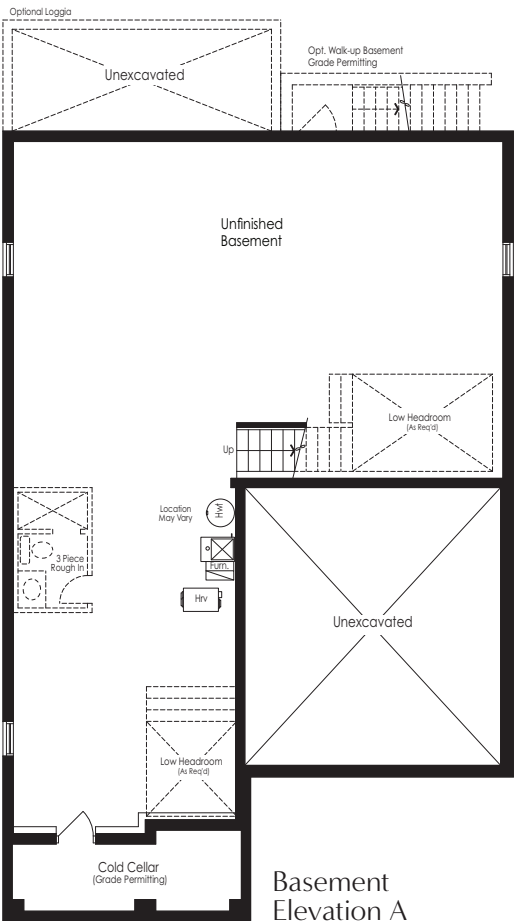 Optional Loggia
Unexcavated
Opt. Walk-up Basement
Grade Permitting
Unfinished
Basement
Low Headroom
(As Req'd)
Up
Location
May Vary
Hwt
3 Piece
Rough In
Furn.
Hrv
Unexcavated
Low Headroom
(As Req'd)
Cold Cellar
(Grade Permitting)
Basement
Elevation A